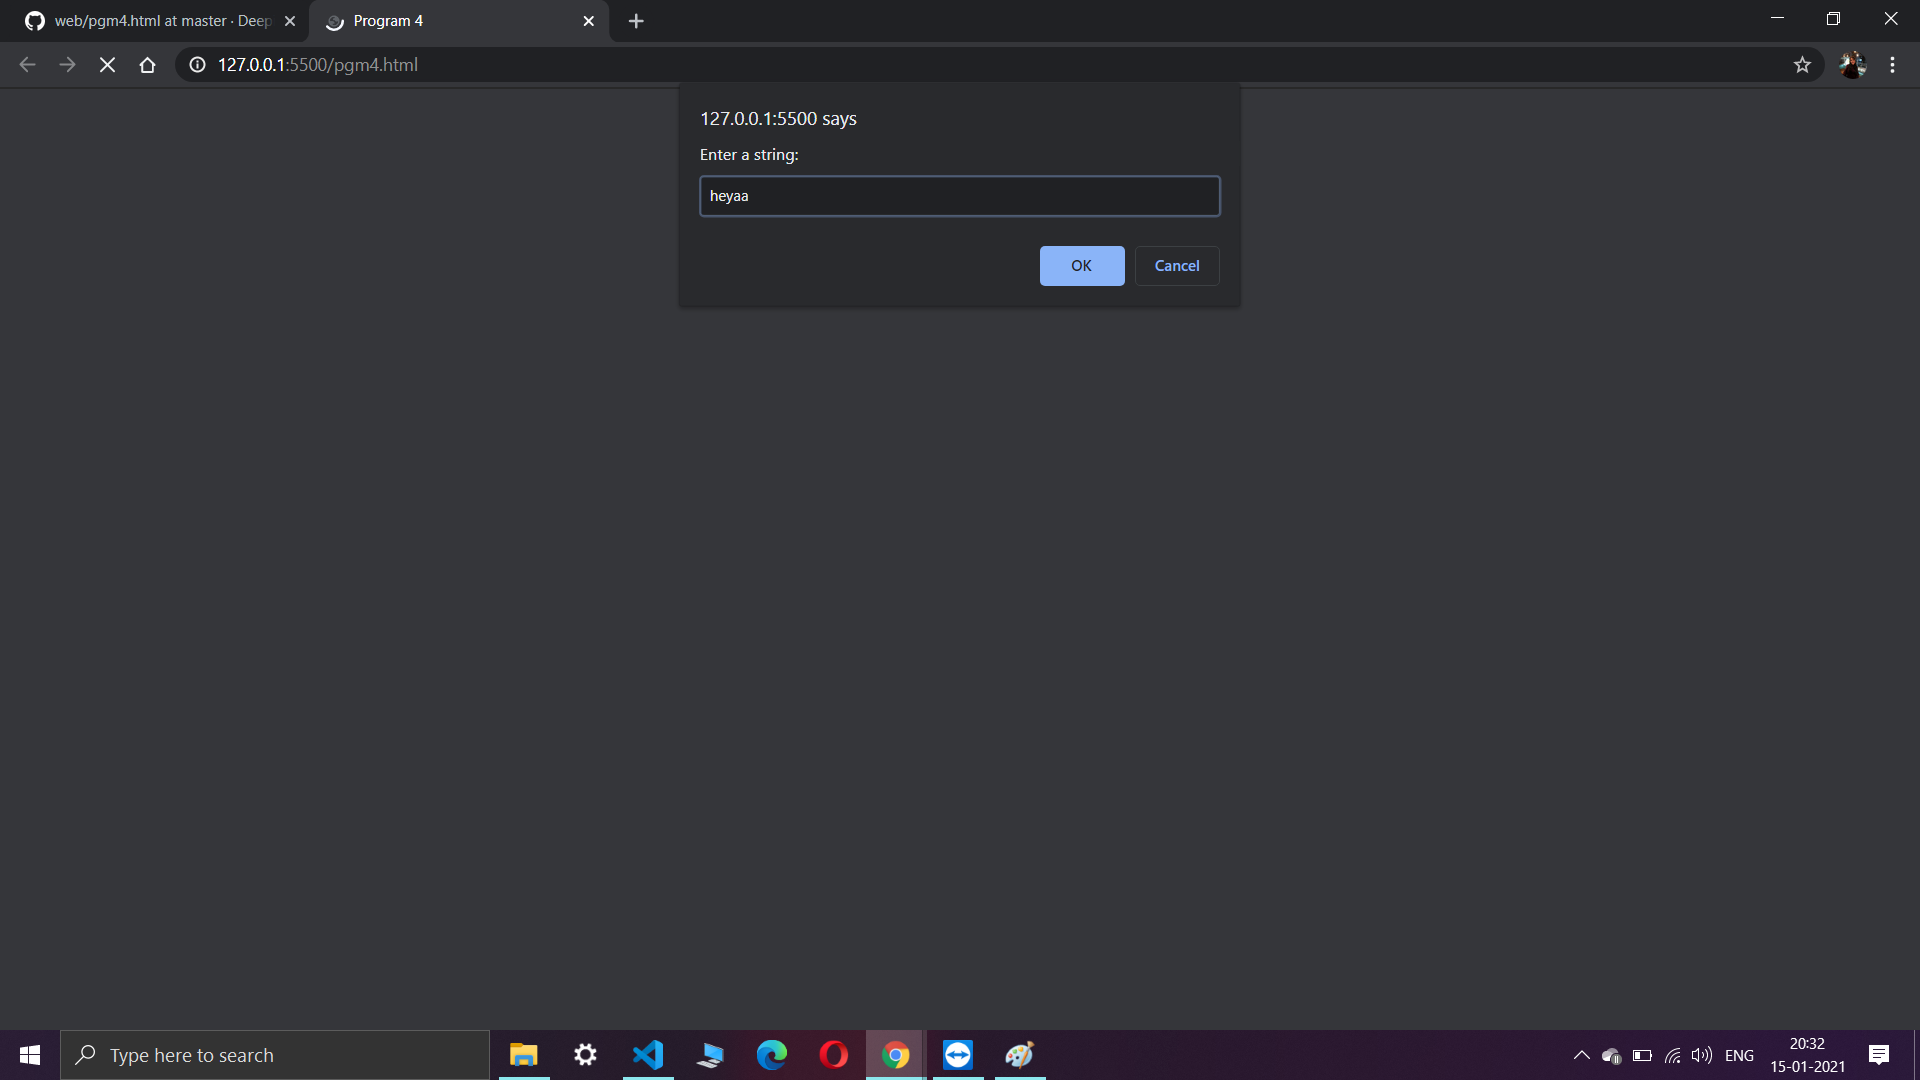 web/pgm4.html at master · Deep
Program 4
127.0.0.1:5500/pgm4.html
127.0.0.1:5500 says
Enter a string:
heyaa
OK
Cancel
Type here to search
ENG
20:32
15-01-2021